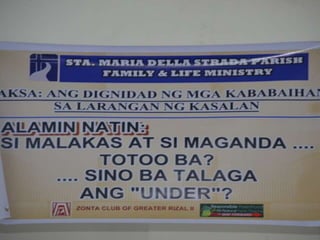 STA. MARIA DELLA STRADA PARISH
FAMILY & LIFE MINISTRY
AKSA: ANG DIGNIDAD NG MGA KABABAIHAN
SA LARANGAN NG KASALAN
ALAMIN NATIN:
SI MALAKAS AT SI MAGANDA ....
TOTOO BA?
.... SINO BA TALAGA
ANG "UNDER"?
ZONTA CLUB OF GREATER RIZAL II